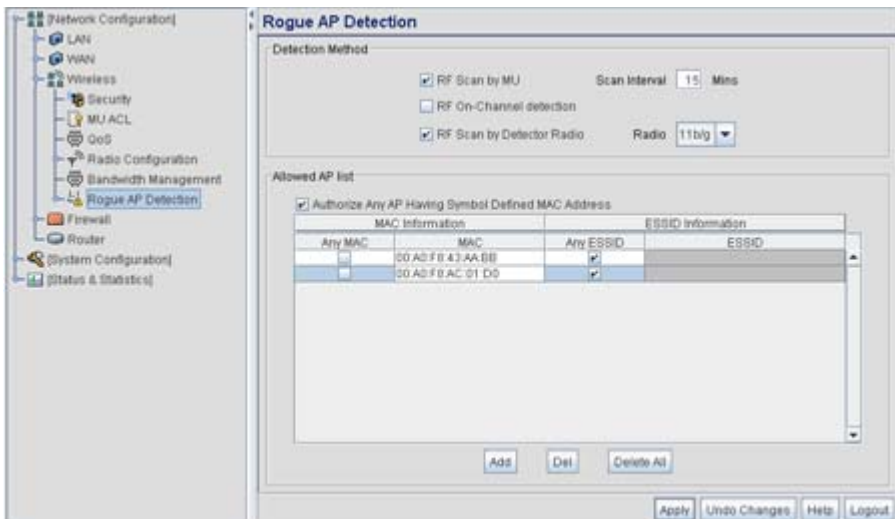 [Network Configuration]
LAN
WAN
Wireless
Security
MU ACL
QoS
Radio Configuration
Bandwidth Management
Rogue AP Detection
Firewall
Router
[System Configuration]
[Status & Statistics]
Rogue AP Detection
Detection Method
RF Scan by MU Scan Interval 15 Mins
RF On-Channel detection
RF Scan by Detector Radio Radio 11b/g
Allowed AP list
Authorize Any AP Having Symbol Defined MAC Address
MAC Information ESSID Information
Any MAC MAC Any ESSID ESSID
00:A0:F8:43:AA:BB
00:A0:F8:AC:01:D0
Add Del Delete All
Apply Undo Changes Help Logout